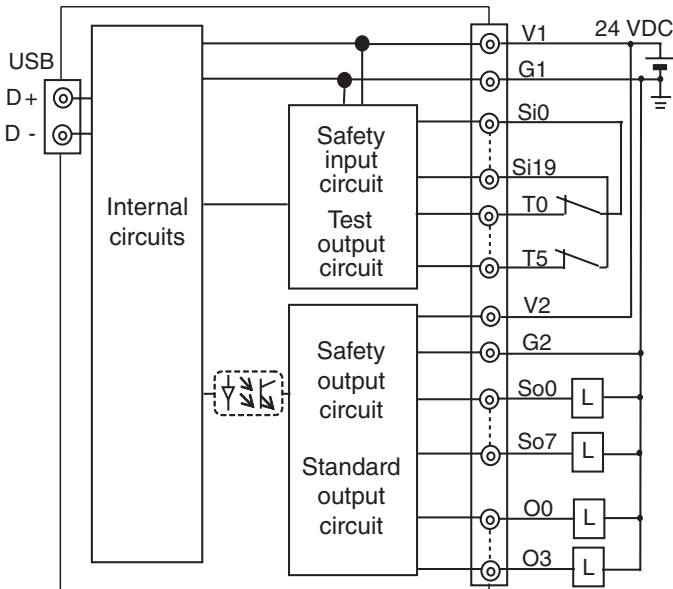 USB
D+
D -
Internal
circuits
Safety
input
circuit
Test
output
circuit
Safety
output
circuit
Standard
output
circuit
V1
24 VDC
G1
Si0
Si19
T0
T5
V2
G2
So0
L
So7
L
O0
L
O3
L